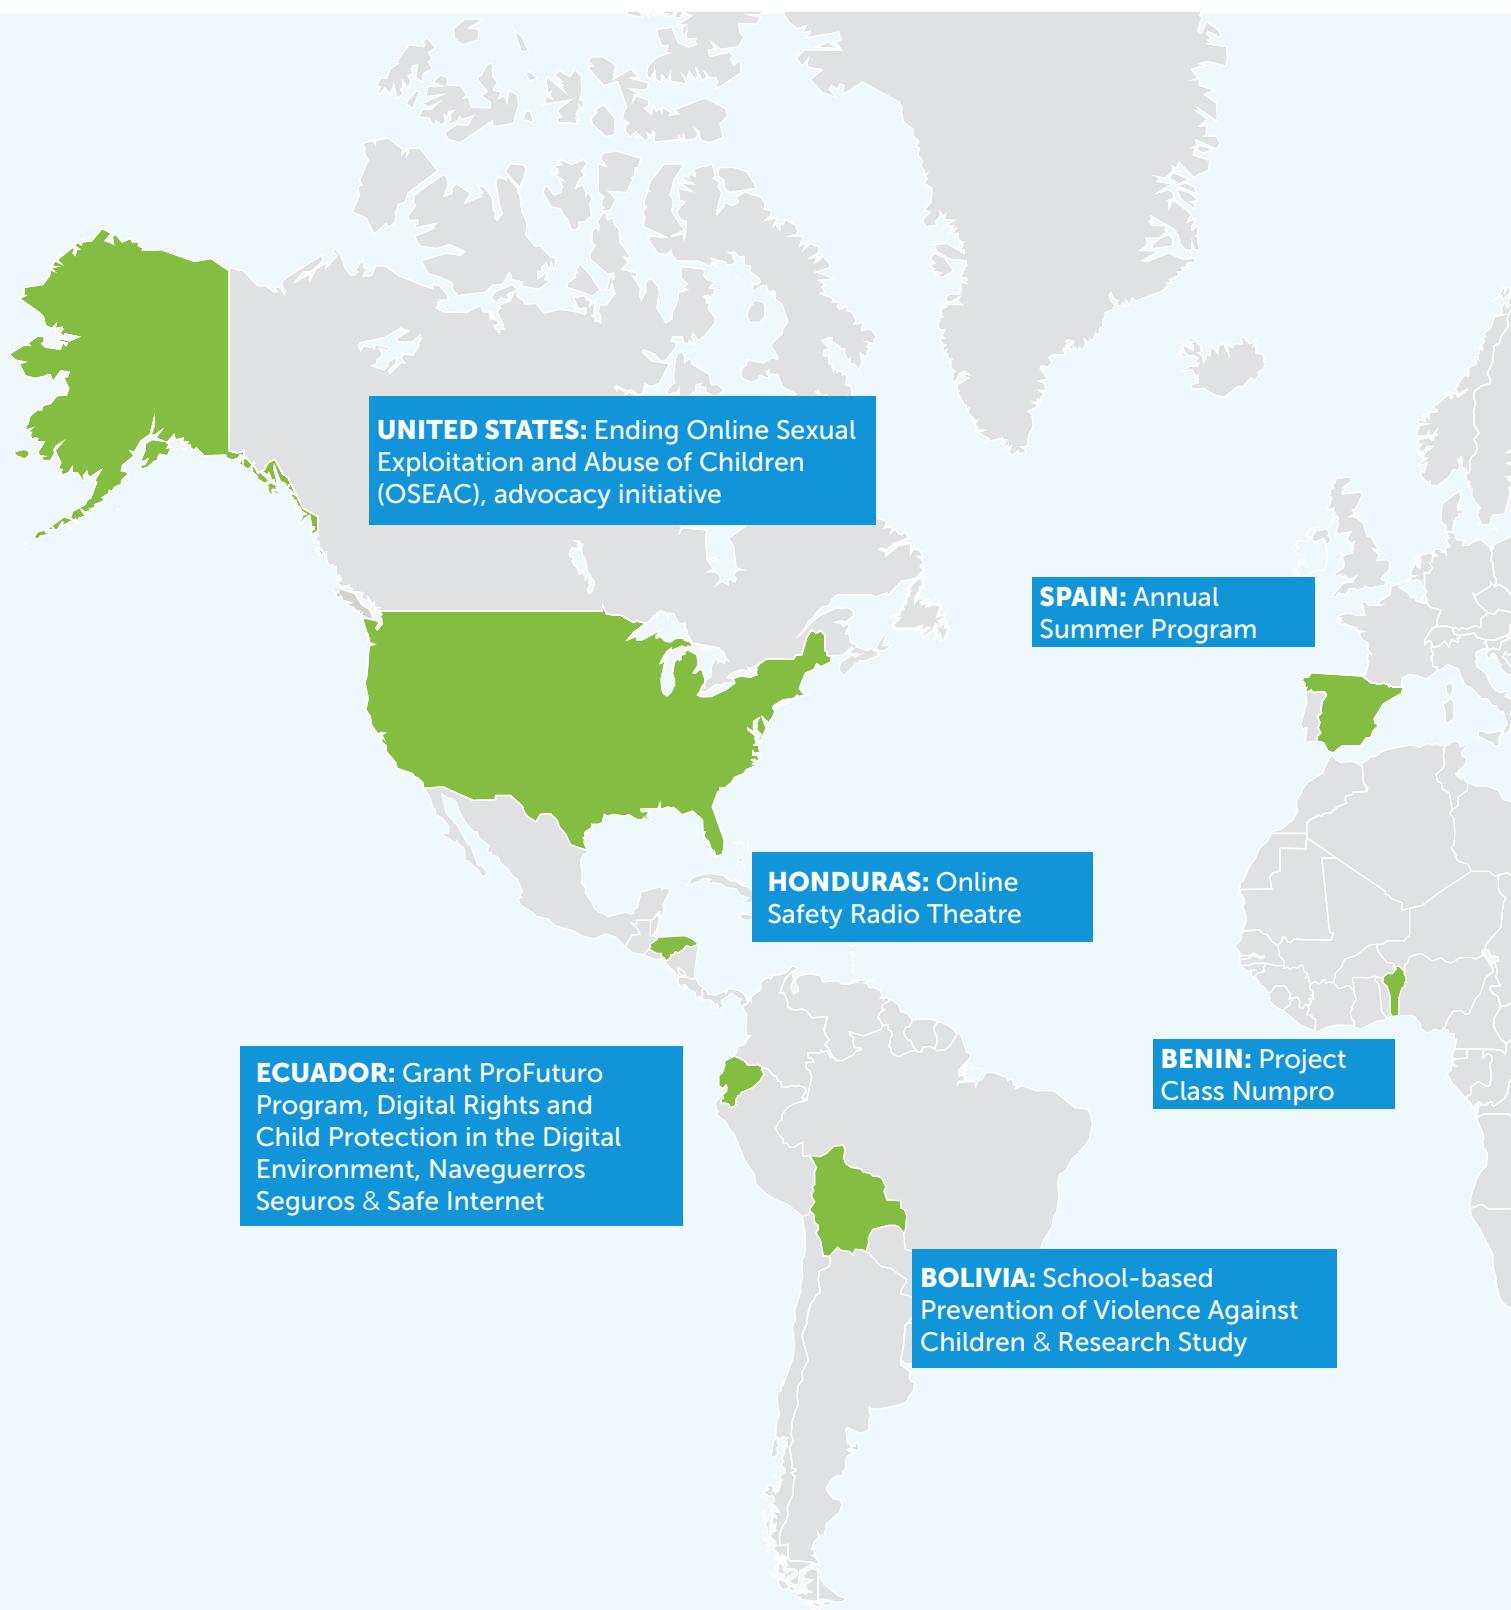 UNITED STATES: Ending Online Sexual
Exploitation and Abuse of Children
(OSEAC), advocacy initiative
SPAIN: Annual
Summer Program
HONDURAS: Online
Safety Radio Theatre
ECUADOR: Grant ProFuturo
Program, Digital Rights and
Child Protection in the Digital
Environment, Naveguerros
Seguros & Safe Internet
BENIN: Project
Class Numpro
BOLIVIA: School-based
Prevention of Violence Against
Children & Research Study